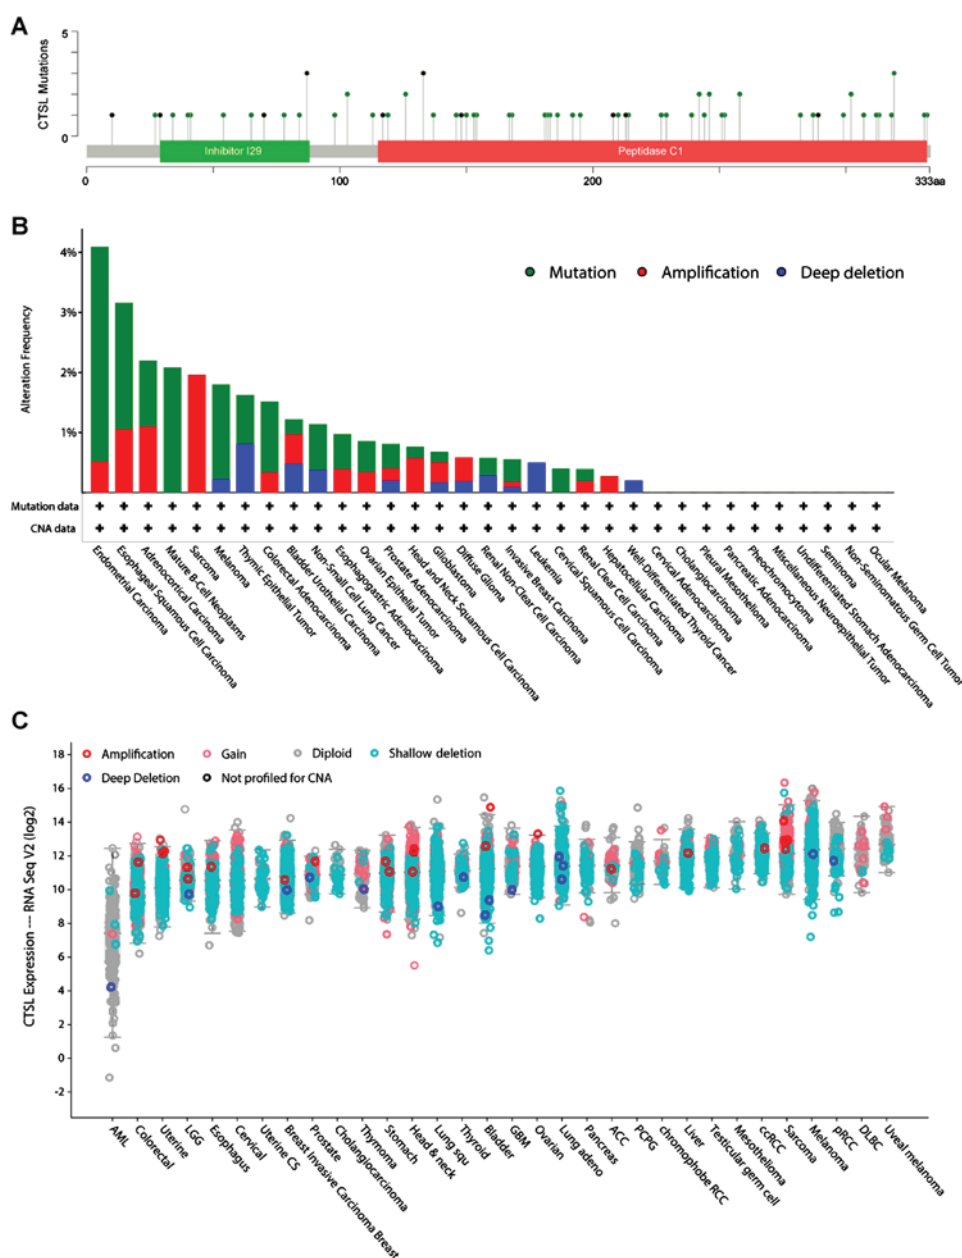 A
CTSL Mutations
5
0
Inhibitor I29
Peptidase C1
0
100
200
333aa
B
Alteration Frequency
4%
3%
2%
1%
Mutation
Amplification
Deep deletion
Mutation data
CNA data
Endometrial Carcinoma
Esophageal Squamous Cell Carcinoma
Adrenocortical Carcinoma
Mature B-Cell Neoplasms
Sarcoma
Melanoma
Thymic Epithelial Tumor
Colorectal Adenocarcinoma
Bladder Urothelial Carcinoma
Non-Small Cell Lung Cancer
Esophagogastric Adenocarcinoma
Ovarian Epithelial Tumor
Prostate Adenocarcinoma
Head and Neck Squamous Cell Carcinoma
Glioblastoma
Diffuse Glioma
Renal Non-Clear Cell Carcinoma
Invasive Breast Carcinoma
Leukemia
Cervical Squamous Cell Carcinoma
Renal Clear Cell Carcinoma
Hepatocellular Carcinoma
Well-Differentiated Thyroid Cancer
Cervical Adenocarcinoma
Cholangiocarcinoma
Pleural Mesothelioma
Pancreatic Adenocarcinoma
Pheochromocytoma
Miscellaneous Neuroepithelial Tumor
Undifferentiated Stomach Adenocarcinoma
Seminoma
Non-Seminomatous Germ Cell Tumor
Ocular Melanoma
C
CTSL Expression --- RNA Seq V2 (log2)
18
16
14
12
10
8
6
4
2
0
-2
Amplification
Gain
Diploid
Shallow deletion
Deep Deletion
Not profiled for CNA
AML
Colorectal
Uterine
LGG
Esophagus
Cervical
Uterine CS
Breast Invasive Carcinoma Breast
Prostate
Cholangiocarcinoma
Thymoma
Stomach
Head & neck
Lung squ
Thyroid
Bladder
GBM
Ovarian
Lung adeno
Pancreas
ACC
PCPG
chromophobe RCC
Liver
Testicular germ cell
Mesothelioma
ccRCC
Sarcoma
Melanoma
pRCC
DLBC
Uveal melanoma